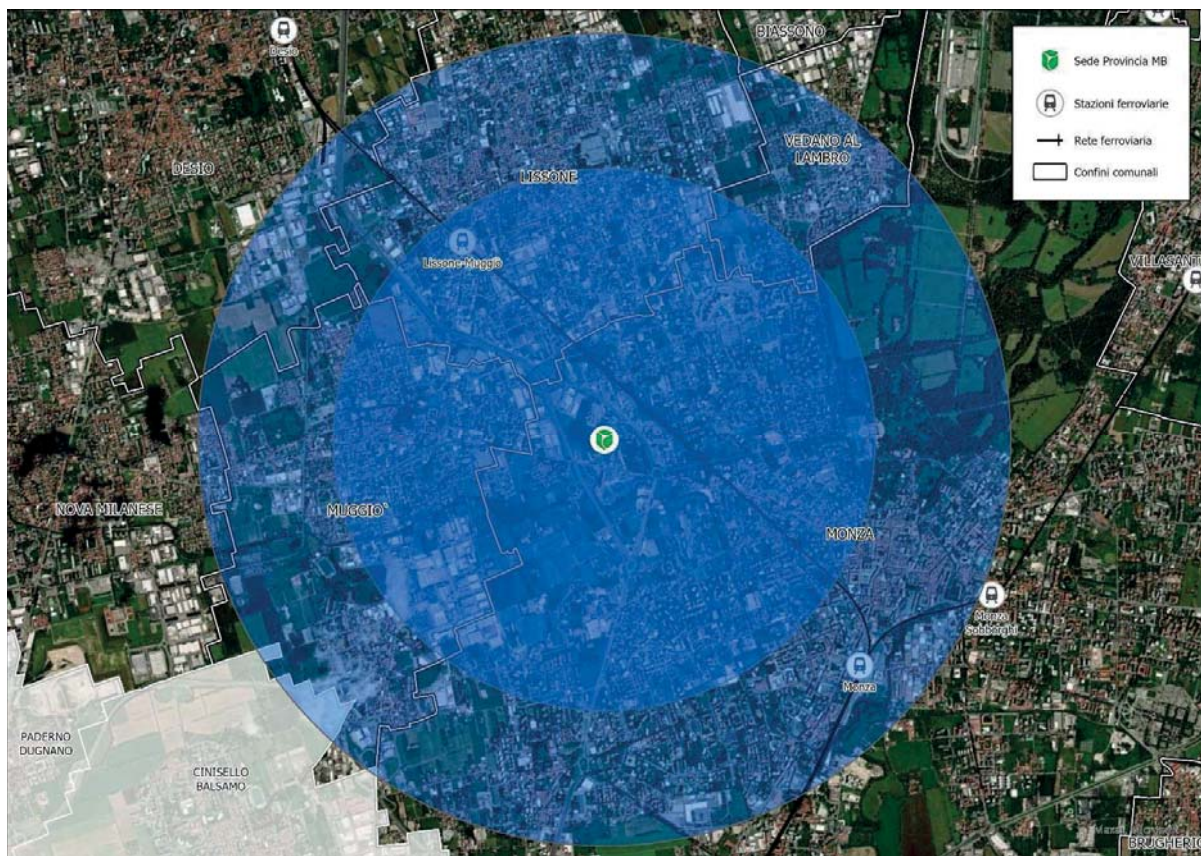 Desio
BIASSONO
Sede Provincia MB
Stazioni ferroviarie
Rete ferroviaria
Confini comunali
VEDANO AL
LAMBRO
DESIO
LISSONE
Lissone-Muggiò
VILLASANT
NOVA MILANESE
MUGGIO'
MONZA
Monza
Sobborghi
Monza
PADERNO
DUGNANO
CINISELLO
BALSAMO
BRUGHERI